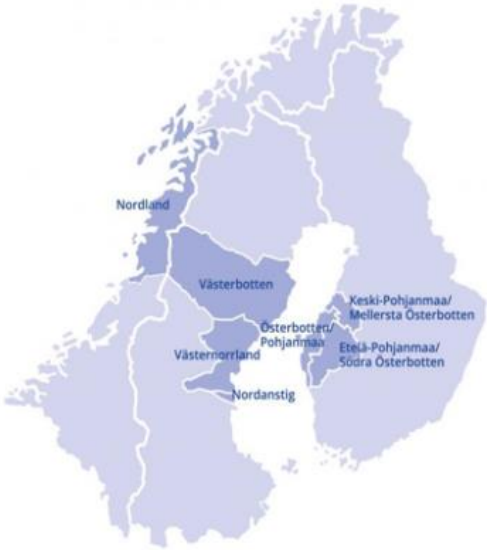 Nordland
Västerbotten
Keski-Pohjanmaa/
Mellersta Österbotten
Österbotten/
Pohjanmaa
Västernorrland
Etelä-Pohjanmaa/
Södra Österbotten
Nordanstig